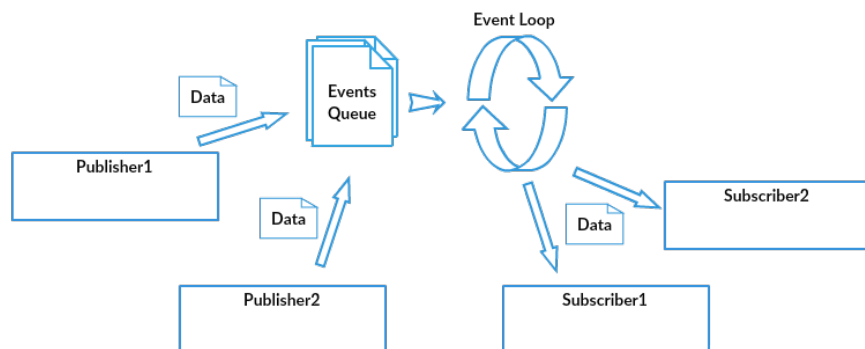 Event Loop
Data
Events
Queue
Publisher1
Data
Subscriber2
Data
Publisher2
Subscriber1